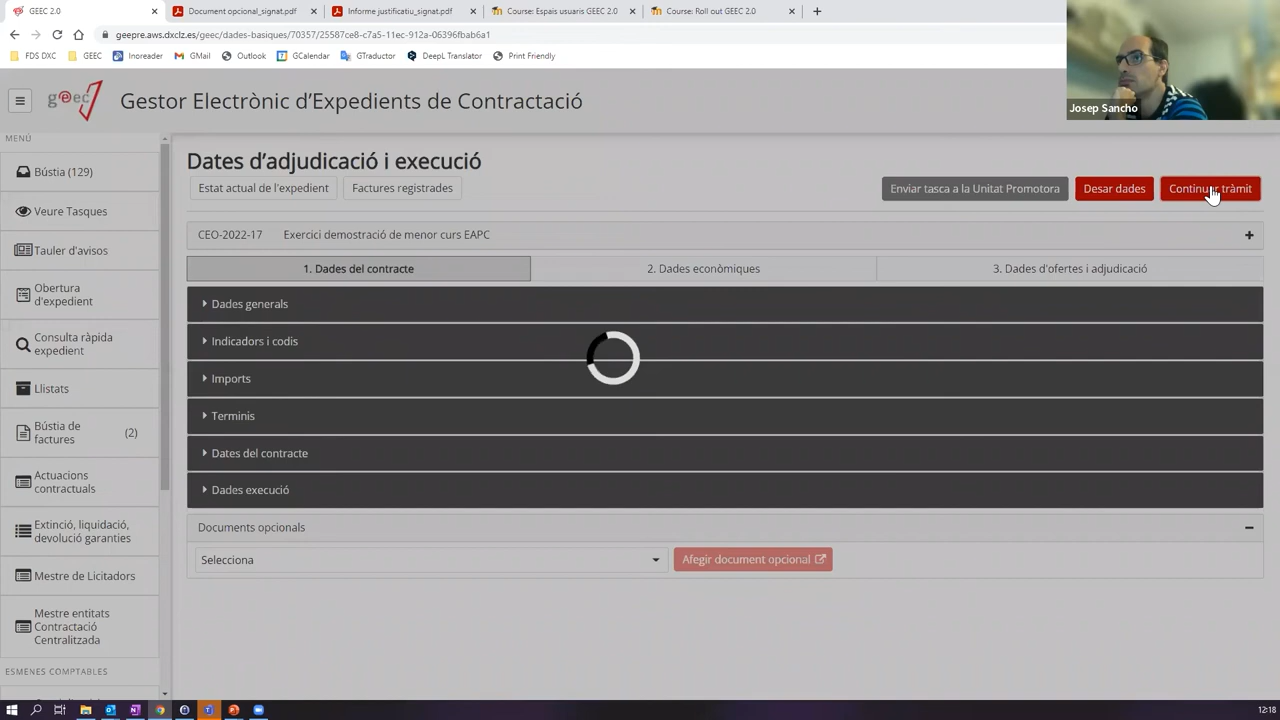 GEEC 2.0
Document opcional_signat.pdf
Informe justificatiu_signat.pdf
Course: Espais usuaris GEEC 2.0
Course: Roll out GEEC 2.0
geepre.aws.dxclz.es/geec/dades-basiques/70357/25587ce8-c7a5-11ec-912a-06396fbab6a1
FDS DXC
GEEC
Inoreader
GMail
Outlook
GCalendar
GTraductor
DeepL Translator
Print Friendly
Josep Sancho
geec
Gestor Electrònic d'Expedients de Contractació
MENÚ
Bústia (129)
Veure Tasques
Tauler d'avisos
Obertura
d'expedient
Consulta ràpida
expedient
Llistats
Bústia de
factures
(2)
Actuacions
contractuals
Extinció, liquidació,
devolució garanties
Mestre de Licitadors
Mestre entitats
Contractació
Centralitzada
ESMENES COMPTABLES
Dates d'adjudicació i execució
Estat actual de l'expedient
Factures registrades
Enviar tasca a la Unitat Promotora
Desar dades
Continuar tràmit
CEO-2022-17 Exercici demostració de menor curs EAPC
1. Dades del contracte
2. Dades econòmiques
3. Dades d'ofertes i adjudicació
Dades generals
Indicadors i codis
Imports
Terminis
Dates del contracte
Dades execució
Documents opcionals
Selecciona
Afegir document opcional
12:18